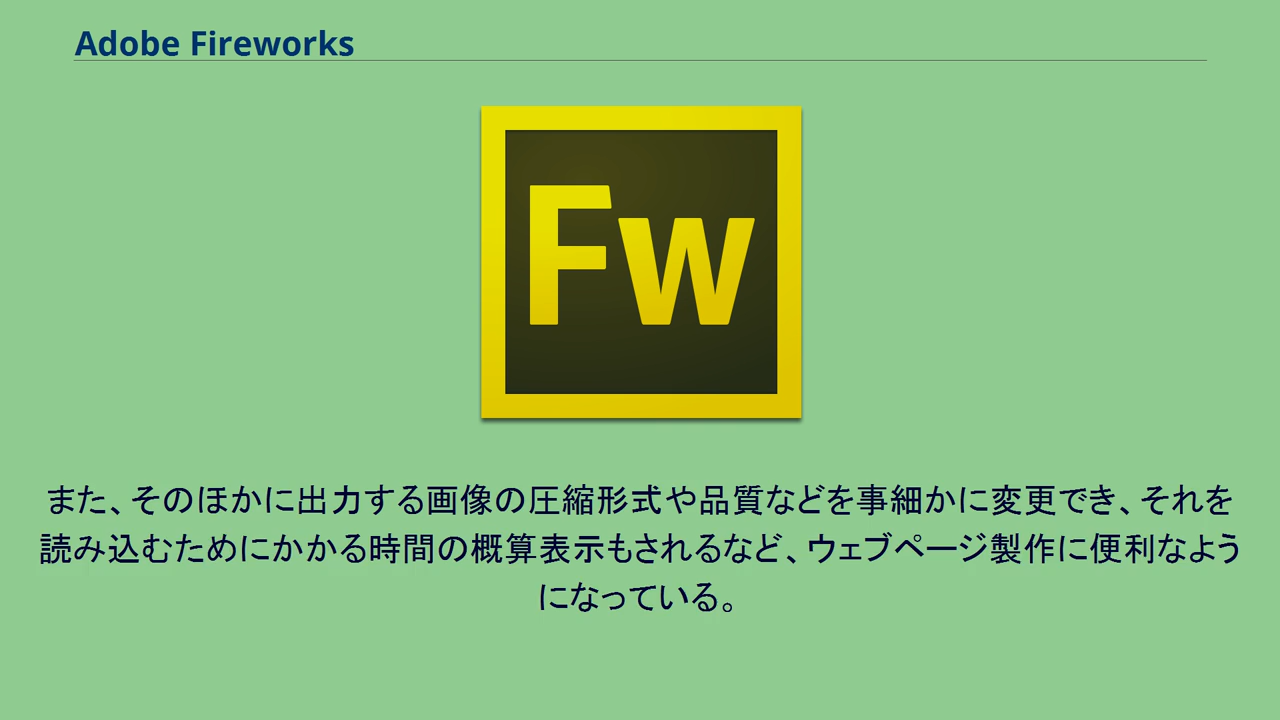 Adobe Fireworks
Fw
また、そのほかに出力する画像の圧縮形式や品質などを事細かに変更でき、それを
読み込むためにかかる時間の概算表示もされるなど、ウェブページ製作に便利なよう
になっている。